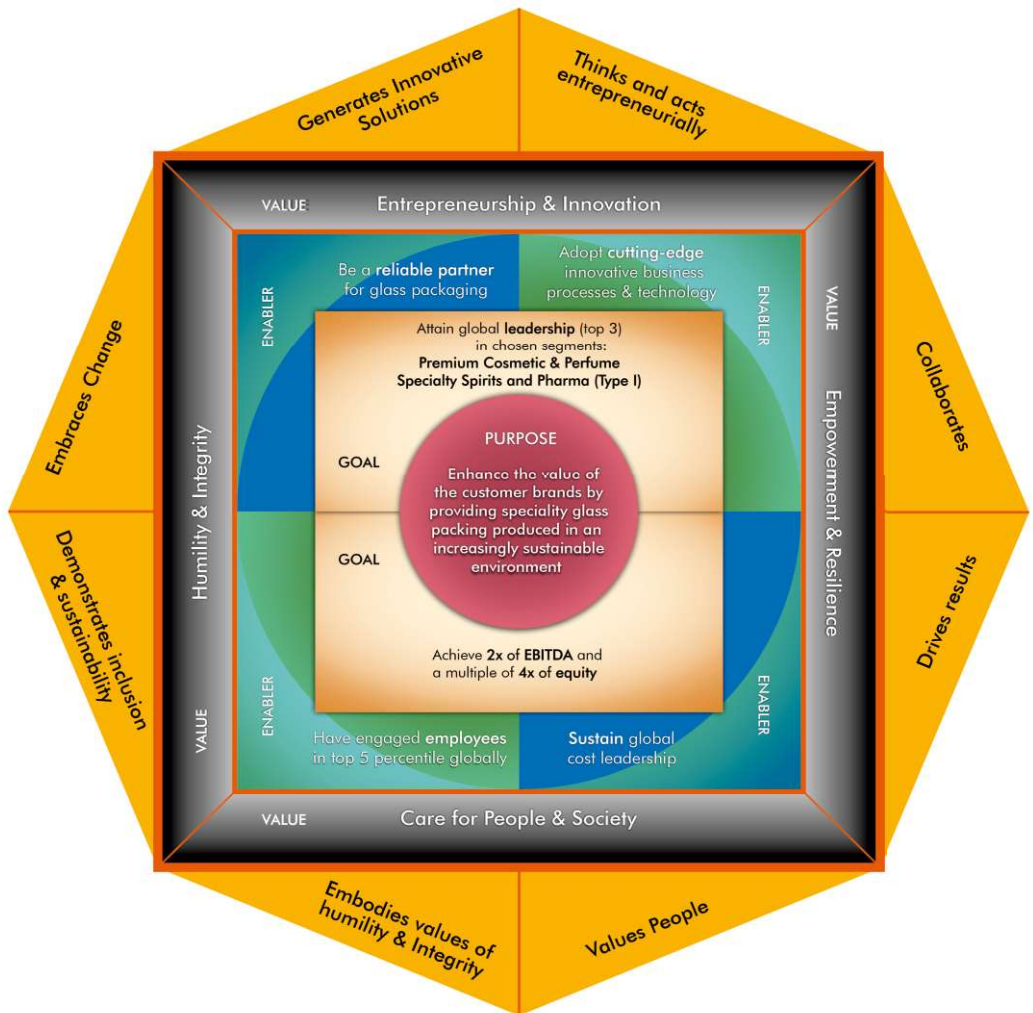 Generates Innovative
Solutions
Thinks and acts
entrepreneurially
Collaborates
Drives results
Values People
Embodies values of
humility & Integrity
Demonstrates inclusion
& sustainability
Embraces Change
VALUE
Entrepreneurship & Innovation
VALUE
Empowerment & Resilience
VALUE
Care for People & Society
VALUE
Humility & Integrity
ENABLER
Be a reliable partner
for glass packaging
ENABLER
Adopt cutting-edge
innovative business
processes & technology
ENABLER
Have engaged employees
in top 5 percentile globally
ENABLER
Sustain global
cost leadership
Attain global leadership (top 3)
in chosen segments:
Premium Cosmetic & Perfume
Specialty Spirits and Pharma (Type I)
GOAL
PURPOSE
Enhance the value of
the customer brands by
providing speciality glass
packing produced in an
increasingly sustainable
environment
GOAL
Achieve 2x of EBITDA and
a multiple of 4x of equity